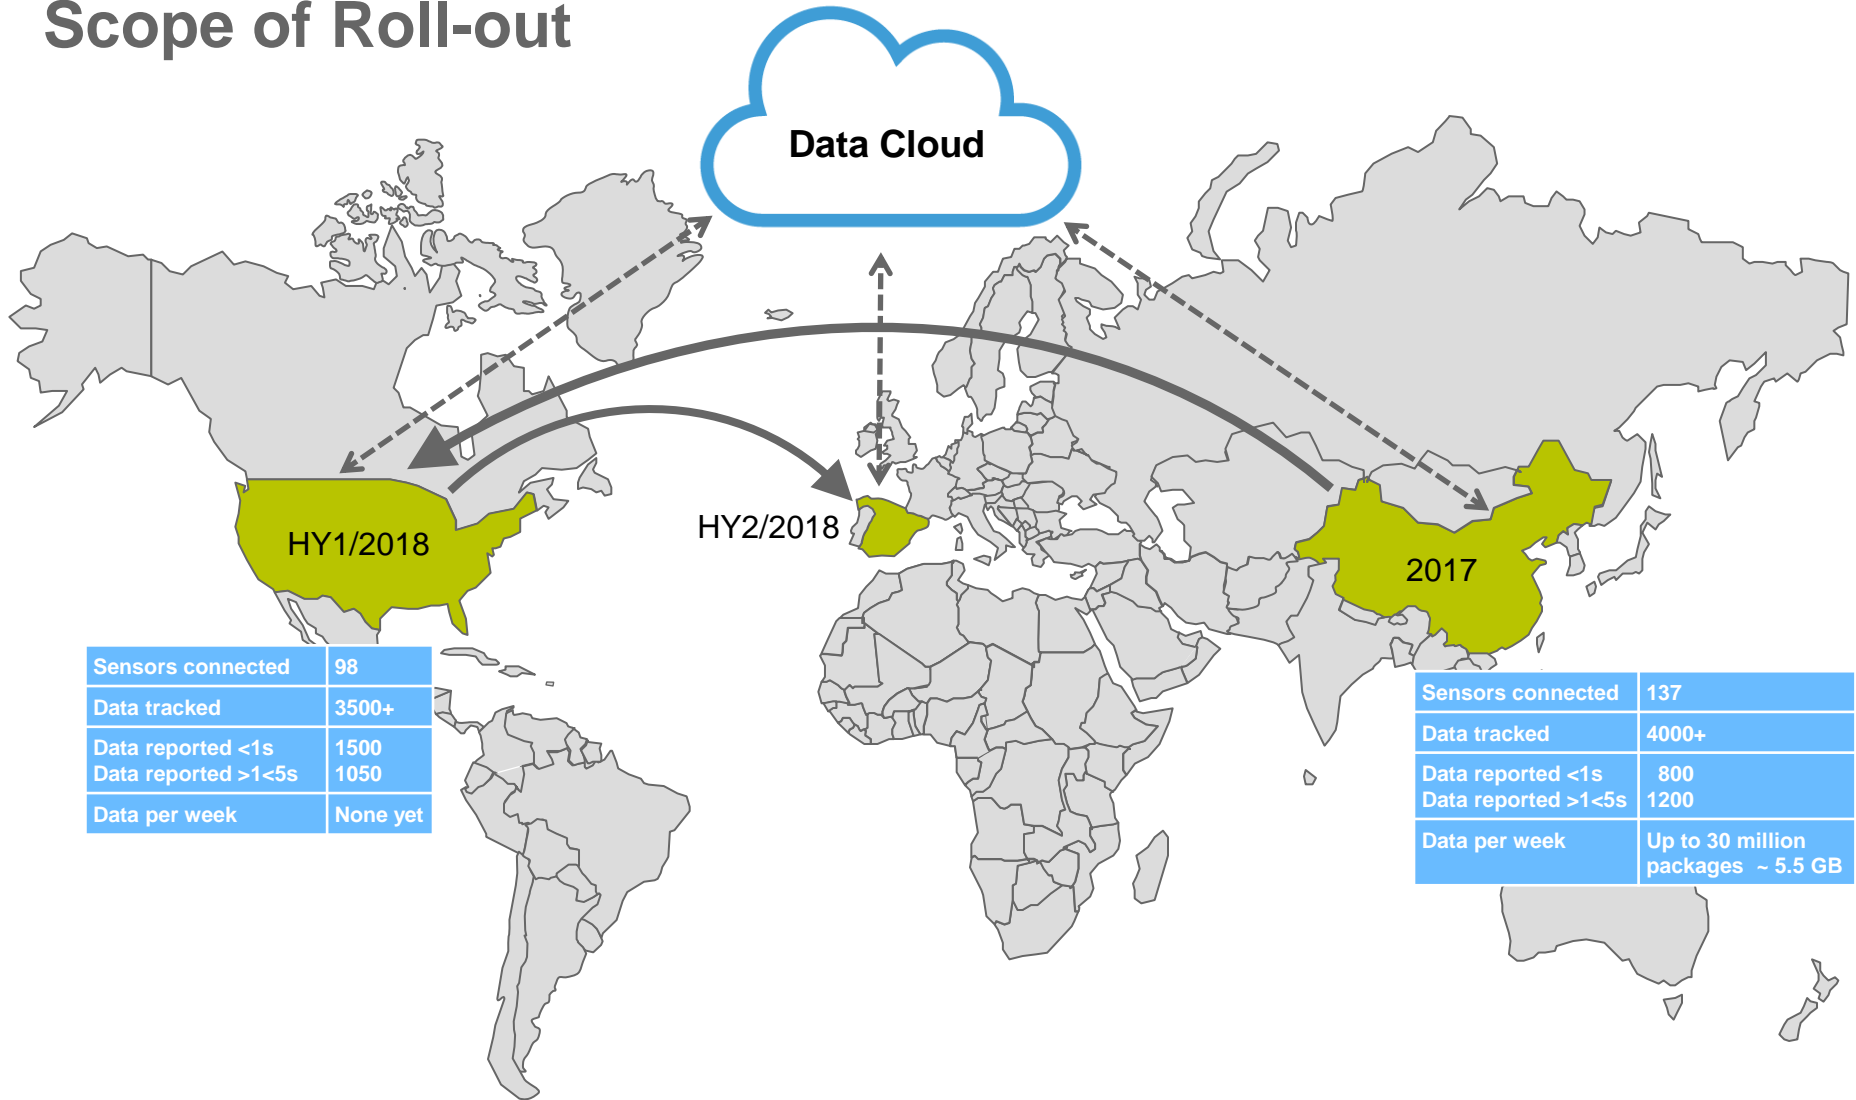 Scope of Roll-out
Data Cloud
HY1/2018
HY2/2018
2017
Sensors connected 98
Data tracked 3500+
Data reported <1s 1500
Data reported >1<5s 1050
Data per week None yet
Sensors connected 137
Data tracked 4000+
Data reported <1s 800
Data reported >1<5s 1200
Data per week Up to 30 million
packages ~ 5.5 GB